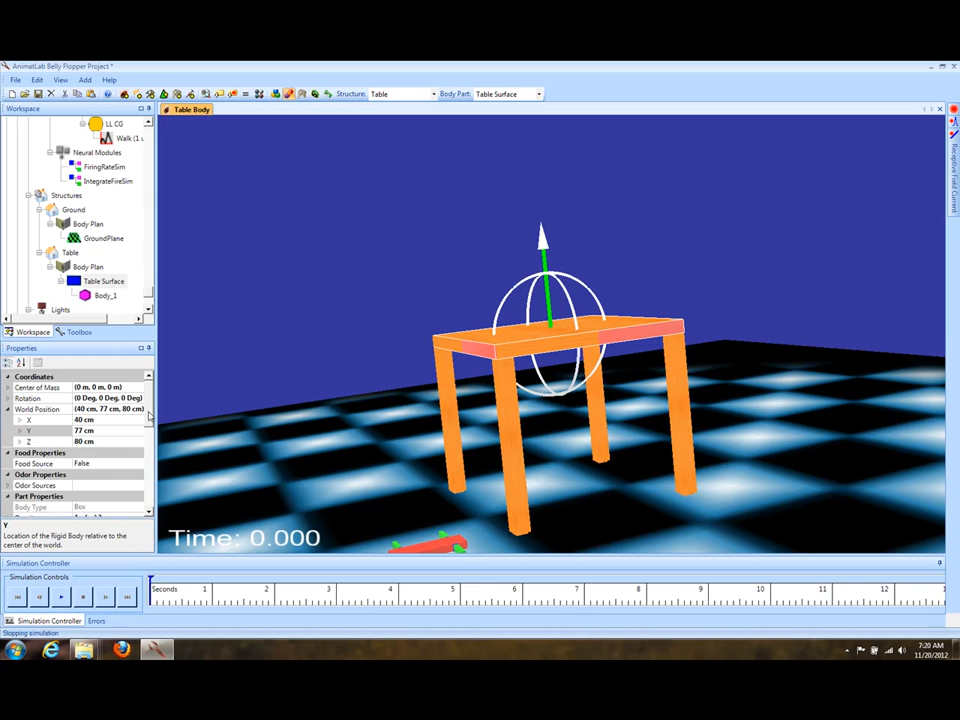 AnimatLab Belly Flopper Project *
File Edit View Add Help
Structure: Table Body Part: Table Surface
Workspace
Table Body
LL CG
Walk (1
Neural Modules
FiringRateSim
IntegrateFireSim
Structures
Ground
Body Plan
GroundPlane
Table
Body Plan
Table Surface
Body_1
Lights
Workspace Toolbox
Receptive Field Current
Properties
Coordinates
Center of Mass (0 m, 0 m, 0 m)
Rotation (0 Deg, 0 Deg, 0 Deg)
World Position (40 cm, 77 cm, 80 cm)
X 40 cm
Y 77 cm
Z 80 cm
Food Properties
Food Source False
Odor Properties
Odor Sources
Part Properties
Body Type Box
Y
Location of the Rigid Body relative to the
center of the world.
Time: 0.000
Simulation Controller
Simulation Controls
Seconds 1 2 3 4 5 6 7 8 9 10 11 12
Simulation Controller Errors
Stopping simulation
7:20 AM
11/20/2012